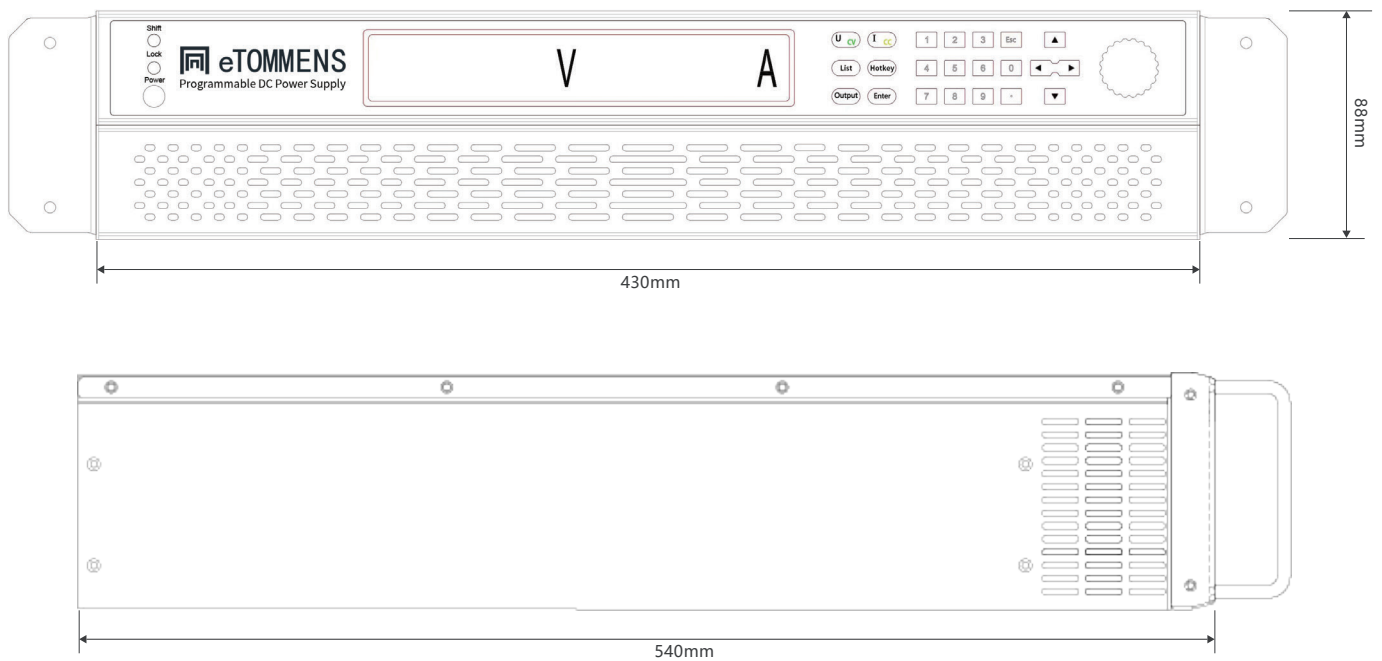 Shift
Lock
Power
eTOMMENS
Programmable DC Power Supply
V A
U CV I CC
List Hotkey
Output Enter
1 2 3 Esc
4 5 6 0
7 8 9 .
88mm
430mm
540mm